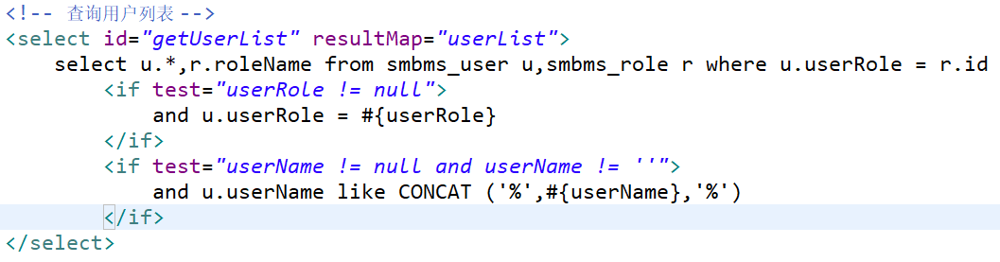 <!-- 查询用户列表 -->
<select id="getUserList" resultMap="userList">
    select u.*,r.roleName from smbms_user u,smbms_role r where u.userRole = r.id
        <if test="userRole != null">
            and u.userRole = #{userRole}
        </if>
        <if test="userName != null and userName != ''">
            and u.userName like CONCAT ('%',#{userName},'%')
        </if>
</select>